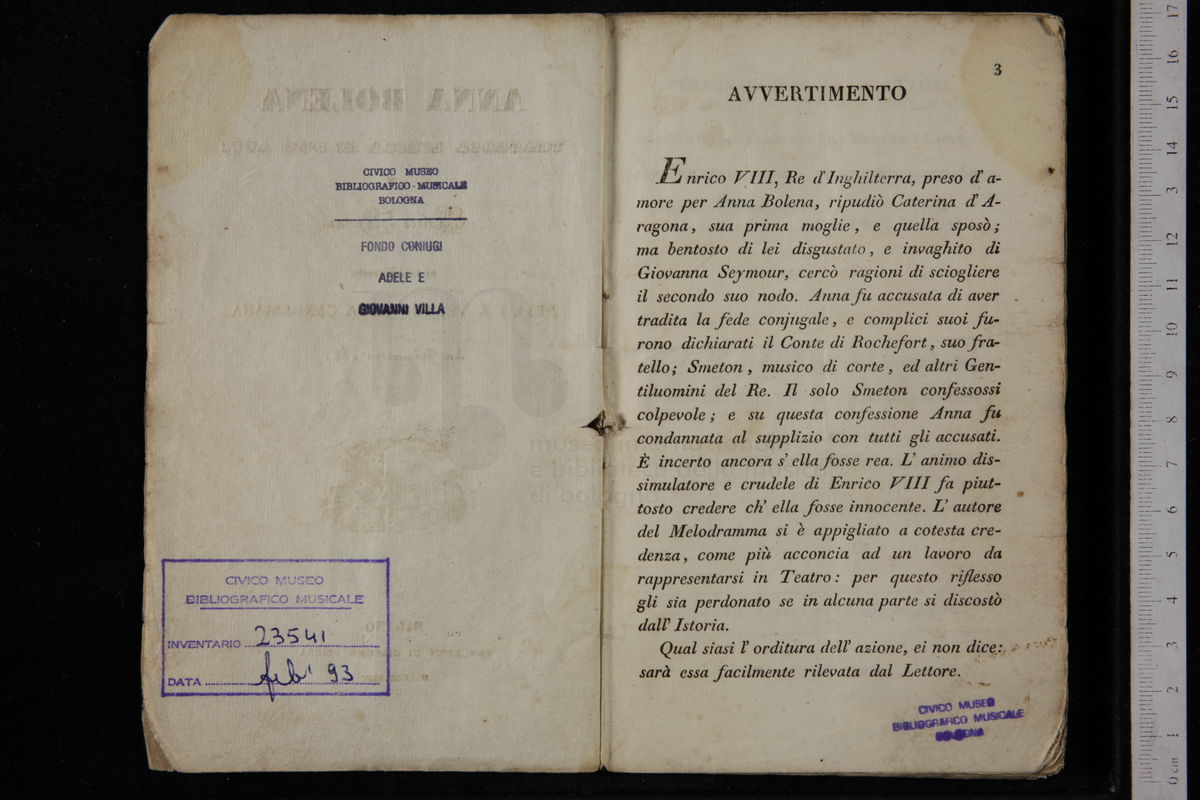 CIVICO MUSEO
BIBLIOGRAFICO - MUSICALE
BOLOGNA
FONDO CONIUGI
ADELE E
GIOVANNI VILLA
CIVICO MUSEO
BIBLIOGRAFICO MUSICALE
INVENTARIO 23541
DATA feb' 93
3
AVVERTIMENTO
Enrico VIII, Re d' Inghilterra, preso d' a-
more per Anna Bolena, ripudiò Caterina d' A-
ragona, sua prima moglie, e quella sposò;
ma bentosto di lei disgustato, e invaghito di
Giovanna Seymour, cercò ragioni di sciogliere
il secondo suo nodo. Anna fu accusata di aver
tradita la fede conjugale, e complici suoi fu-
rono dichiarati il Conte di Rochefort, suo fra-
tello; Smeton, musico di corte, ed altri Gen-
tiluomini del Re. Il solo Smeton confessossi
colpevole; e su questa confessione Anna fu
condannata al supplizio con tutti gli accusati.
È incerto ancora s' ella fosse rea. L' animo dis-
simulatore e crudele di Enrico VIII fa piut-
tosto credere ch' ella fosse innocente. L' autore
del Melodramma si è appigliato a cotesta cre-
denza, come più acconcia ad un lavoro da
rappresentarsi in Teatro: per questo riflesso
gli sia perdonato se in alcuna parte si discostò
dall' Istoria.
Qual siasi l' orditura dell' azione, ei non dice:
sarà essa facilmente rilevata dal Lettore.
CIVICO MUSEO
BIBLIOGRAFICO MUSICALE
BOLOGNA